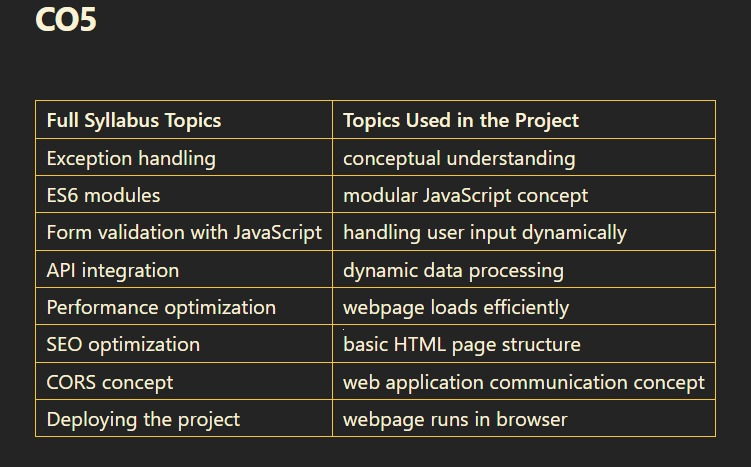 CO5
Full Syllabus Topics Topics Used in the Project
Exception handling conceptual understanding
ES6 modules modular JavaScript concept
Form validation with JavaScript handling user input dynamically
API integration dynamic data processing
Performance optimization webpage loads efficiently
SEO optimization basic HTML page structure
CORS concept web application communication concept
Deploying the project webpage runs in browser